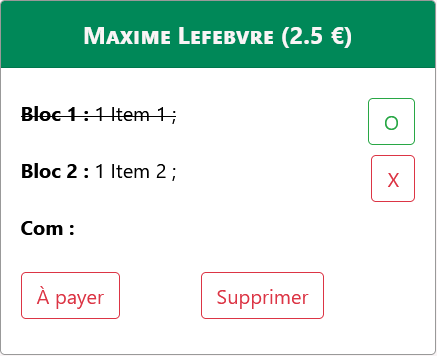 Maxime Lefebvre (2.5 €)
Bloc 1 : 1 Item 1 ; O
Bloc 2 : 1 Item 2 ; X
Com :
À payer Supprimer